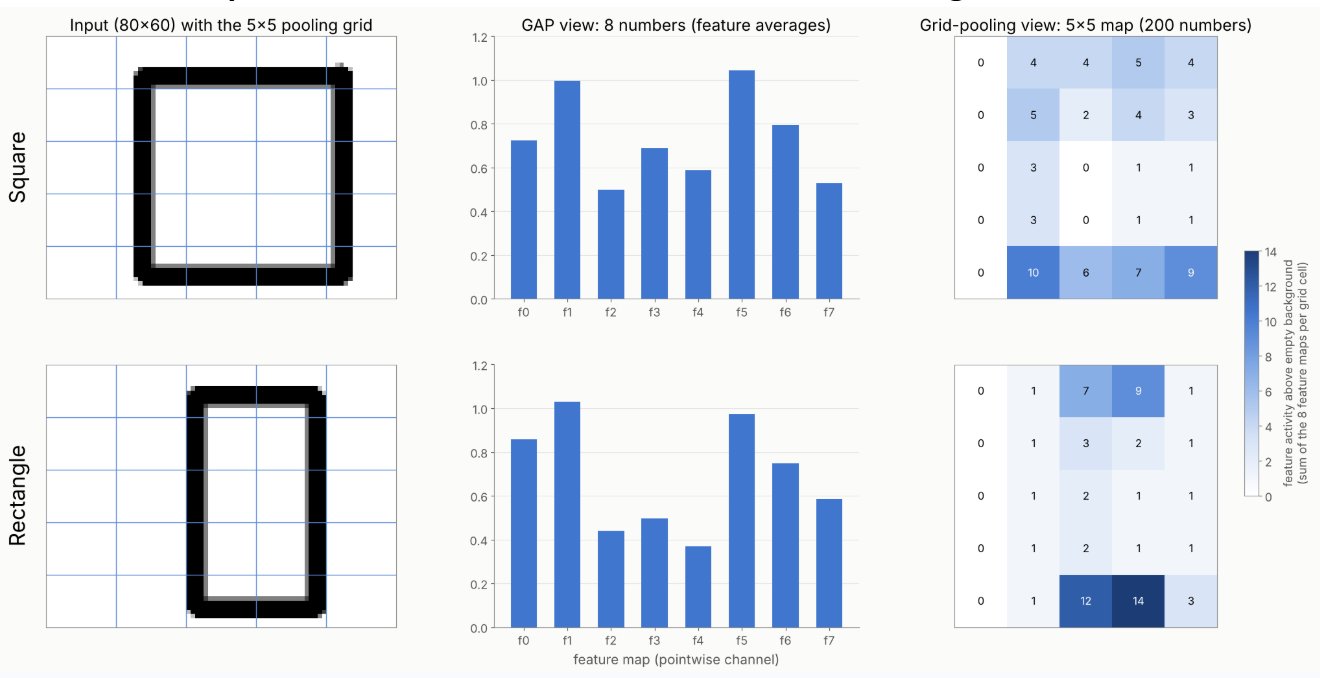 Input (80×60) with the 5×5 pooling grid
GAP view: 8 numbers (feature averages)
Grid-pooling view: 5×5 map (200 numbers)
Square
1.2
1.0
0.8
0.6
0.4
0.2
0.0
f0 f1 f2 f3 f4 f5 f6 f7
0 4 4 5 4
0 5 2 4 3
0 3 0 1 1
0 3 0 1 1
0 10 6 7 9
Rectangle
1.2
1.0
0.8
0.6
0.4
0.2
0.0
f0 f1 f2 f3 f4 f5 f6 f7
feature map (pointwise channel)
0 1 7 9 1
0 1 3 2 1
0 1 2 1 1
0 1 2 1 1
0 1 12 14 3
14
12
10
8
6
4
2
0
feature activity above empty background
(sum of the 8 feature maps per grid cell)